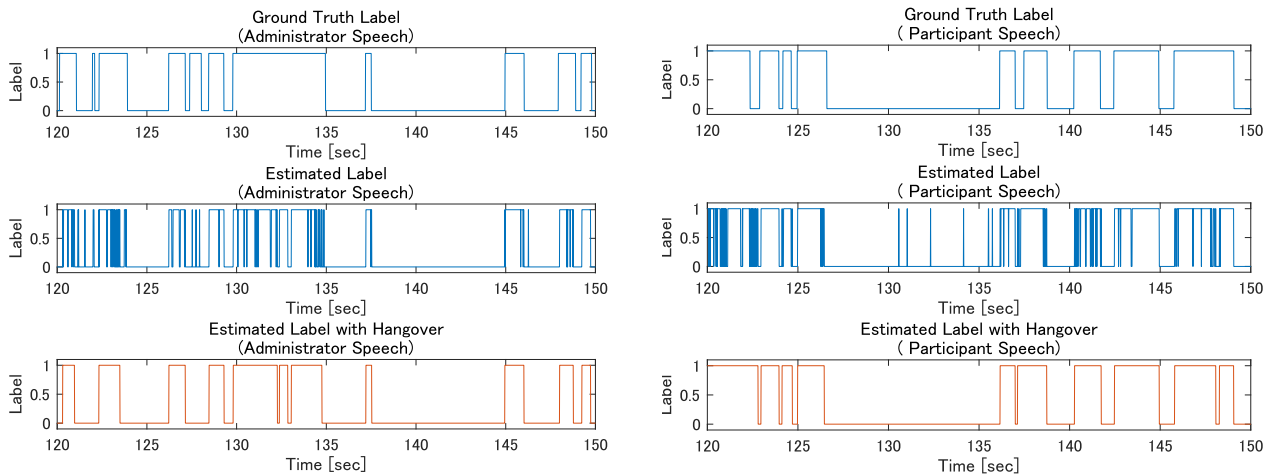 Ground Truth Label
(Administrator Speech)
1
0.5
0
Label
120 125 130 135 140 145 150
Time [sec]
Estimated Label
(Administrator Speech)
1
0.5
0
Label
120 125 130 135 140 145 150
Time [sec]
Estimated Label with Hangover
(Administrator Speech)
1
0.5
0
Label
120 125 130 135 140 145 150
Time [sec]
Ground Truth Label
( Participant Speech)
1
0.5
0
Label
120 125 130 135 140 145 150
Time [sec]
Estimated Label
( Participant Speech)
1
0.5
0
Label
120 125 130 135 140 145 150
Time [sec]
Estimated Label with Hangover
( Participant Speech)
1
0.5
0
Label
120 125 130 135 140 145 150
Time [sec]